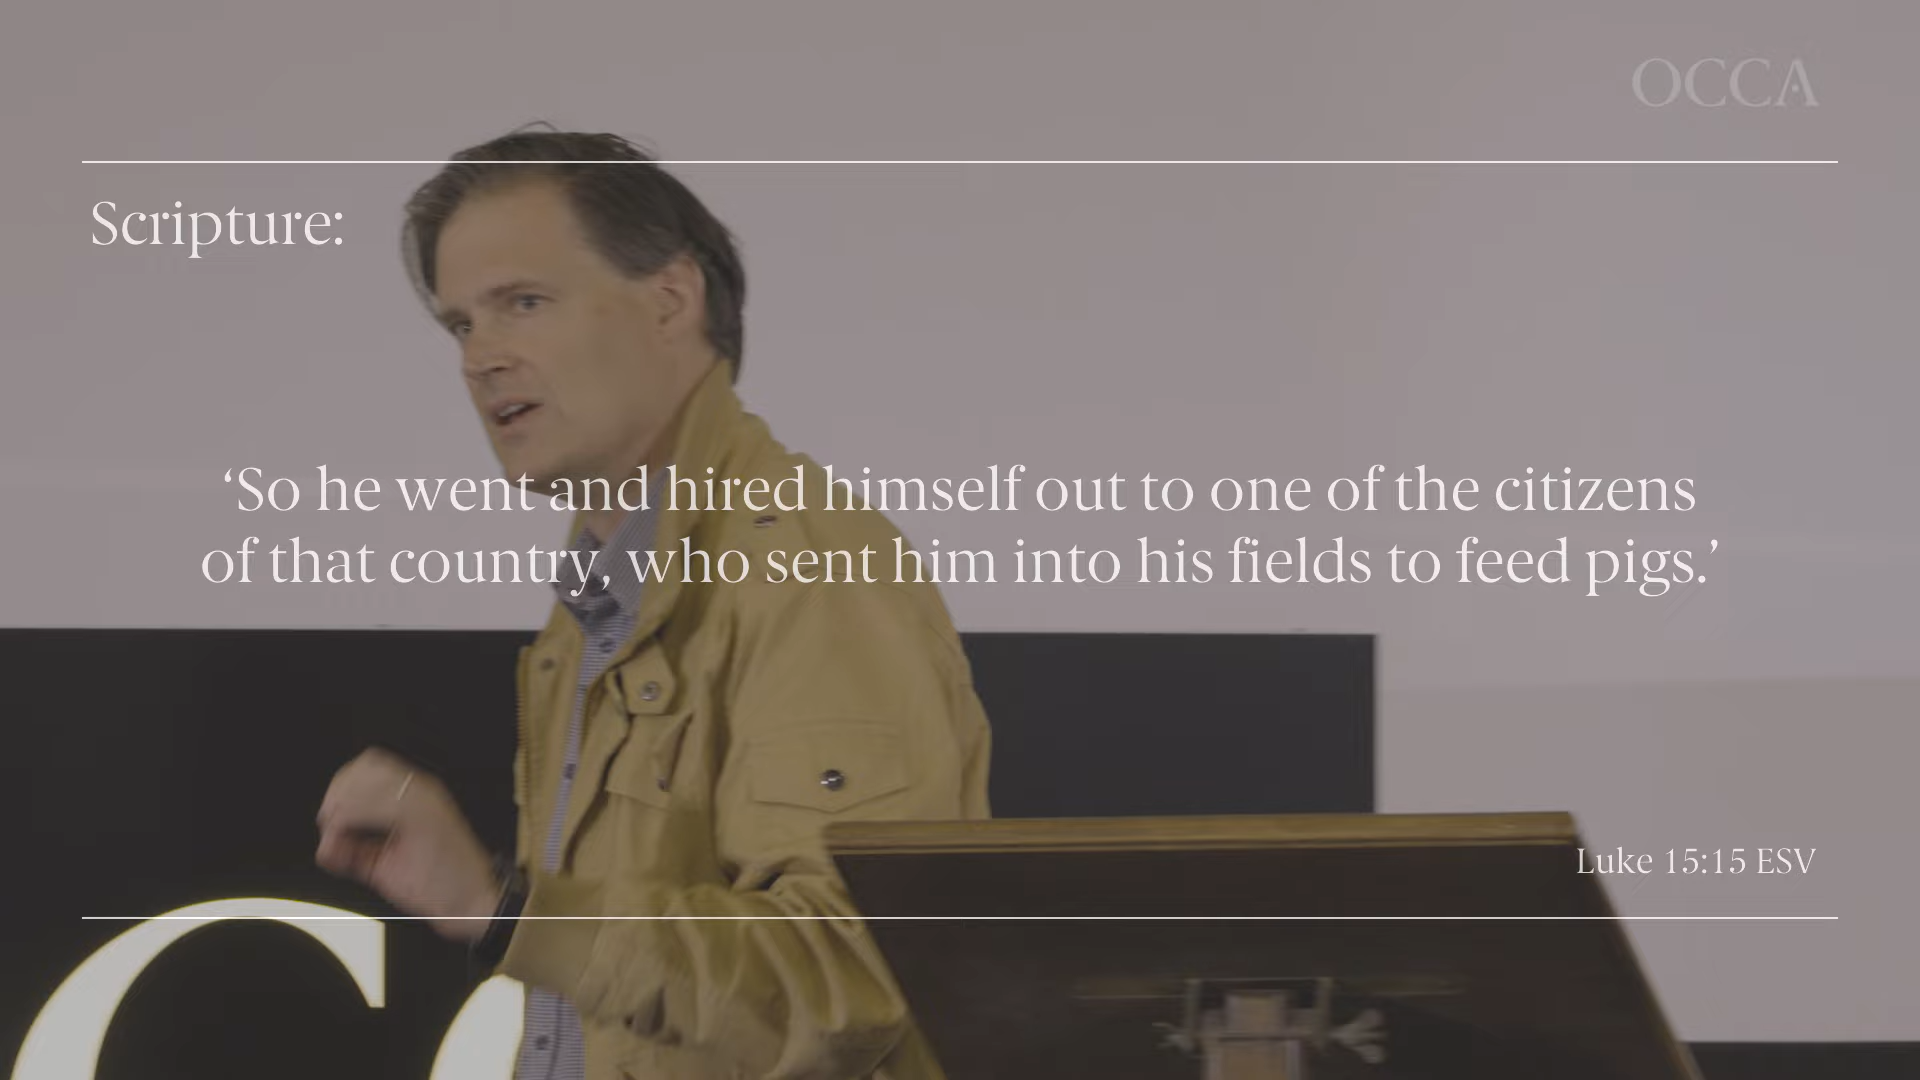 OCCA
Scripture:
‘So he went and hired himself out to one of the citizens
of that country, who sent him into his fields to feed pigs.’
Luke 15:15 ESV
C